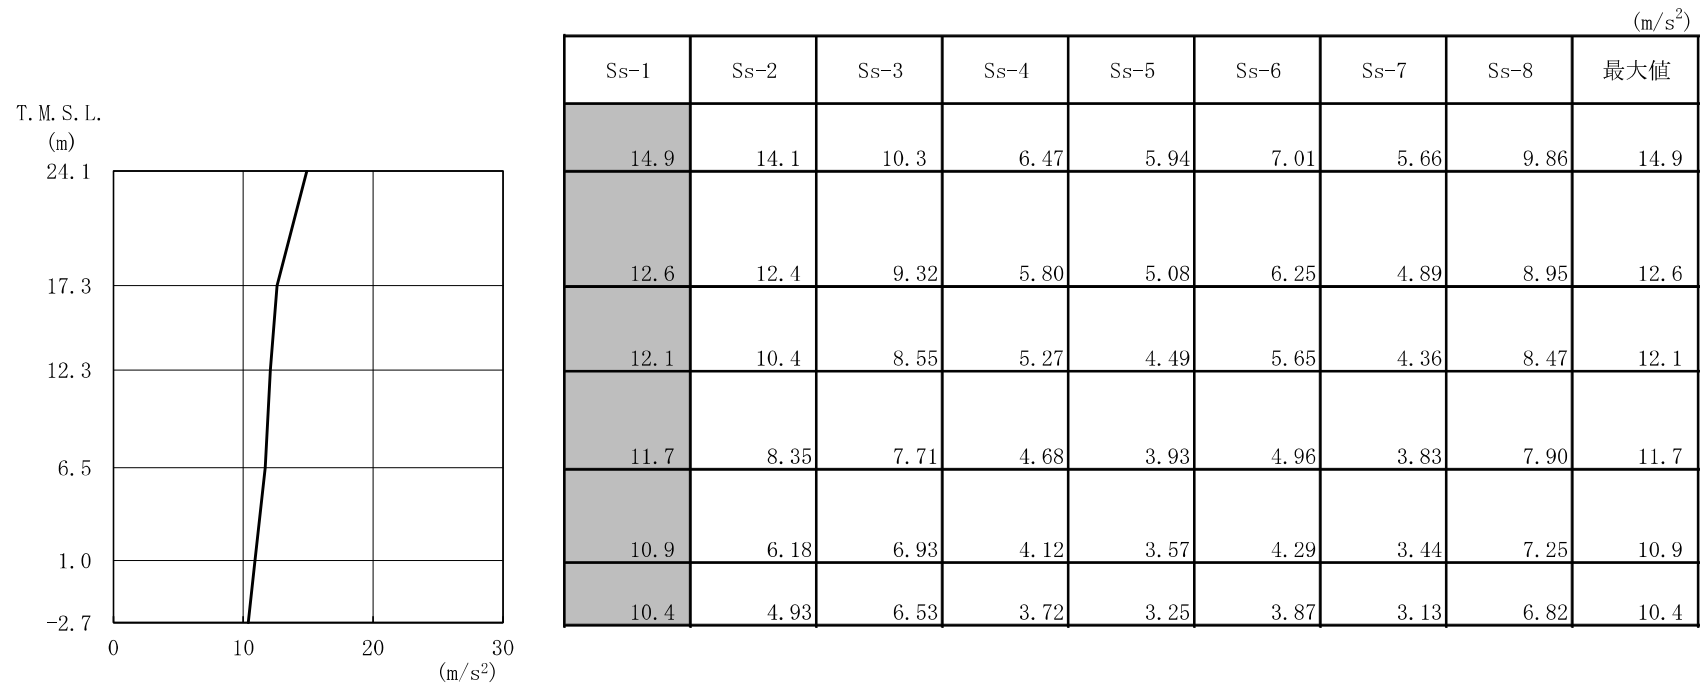 (m/s²)
Ss-1 Ss-2 Ss-3 Ss-4 Ss-5 Ss-6 Ss-7 Ss-8 最大値
T.M.S.L.
(m)
14.9 14.1 10.3 6.47 5.94 7.01 5.66 9.86 14.9
24.1
12.6 12.4 9.32 5.80 5.08 6.25 4.89 8.95 12.6
17.3
12.1 10.4 8.55 5.27 4.49 5.65 4.36 8.47 12.1
12.3
11.7 8.35 7.71 4.68 3.93 4.96 3.83 7.90 11.7
6.5
10.9 6.18 6.93 4.12 3.57 4.29 3.44 7.25 10.9
1.0
10.4 4.93 6.53 3.72 3.25 3.87 3.13 6.82 10.4
-2.7
0 10 20 30
(m/s²)